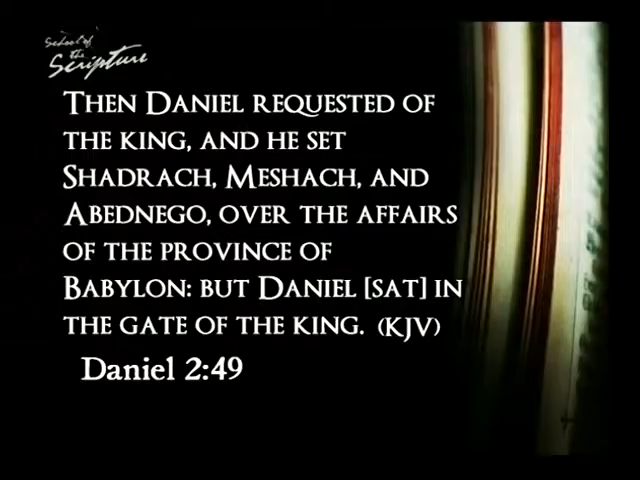 School of
the
Scripture
Then Daniel requested of
the king, and he set
Shadrach, Meshach, and
Abednego, over the affairs
of the province of
Babylon: but Daniel [sat] in
the gate of the king. (KJV)
Daniel 2:49